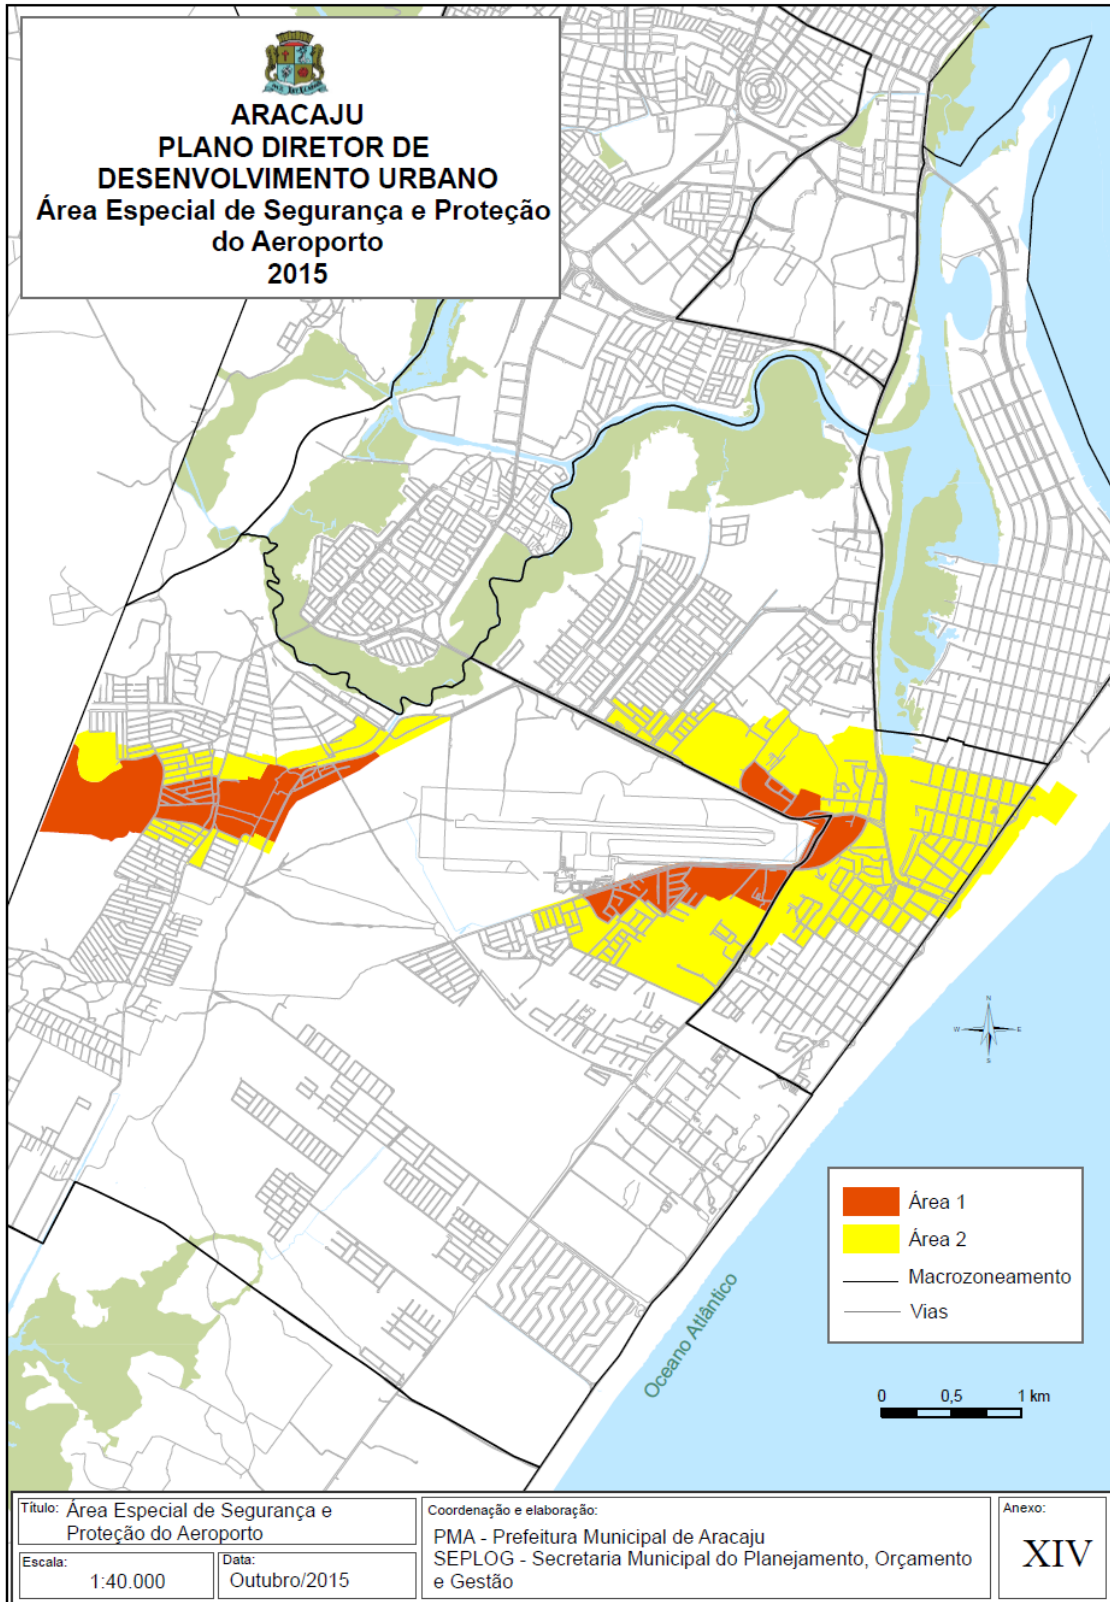 ARACAJU
PLANO DIRETOR DE
DESENVOLVIMENTO URBANO
Área Especial de Segurança e Proteção
do Aeroporto
2015
N
W
E
S
Área 1
Área 2
Macrozoneamento
Vias
Oceano Atlântico
0 0,5 1 km
Título: Área Especial de Segurança e
Proteção do Aeroporto
Escala:
1:40.000
Data:
Outubro/2015
Coordenação e elaboração:
PMA - Prefeitura Municipal de Aracaju
SEPLOG - Secretaria Municipal do Planejamento, Orçamento
e Gestão
Anexo:
XIV